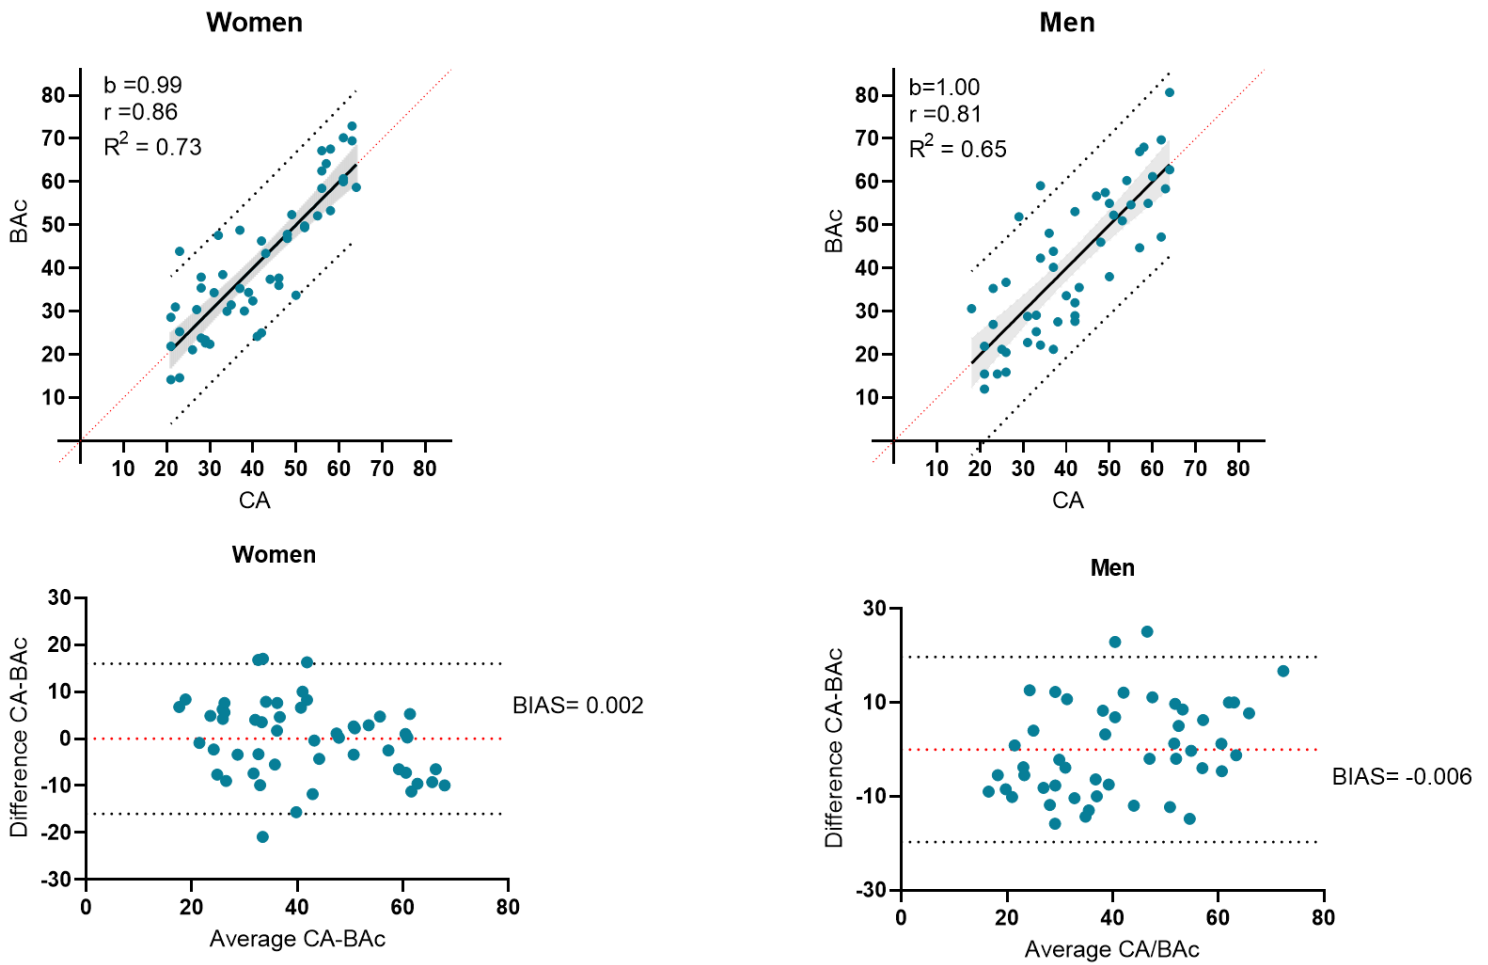 Women
b =0.99
r =0.86
R² = 0.73
BAc
80
70
60
50
40
30
20
10
10 20 30 40 50 60 70 80
CA
Men
b=1.00
r =0.81
R² = 0.65
BAc
80
70
60
50
40
30
20
10
10 20 30 40 50 60 70 80
CA
Women
Difference CA-BAc
30
20
10
0
-10
-20
-30
0 20 40 60 80
Average CA-BAc
BIAS= 0.002
Men
Difference CA-BAc
30
10
-10
-30
0 20 40 60 80
Average CA/BAc
BIAS= -0.006